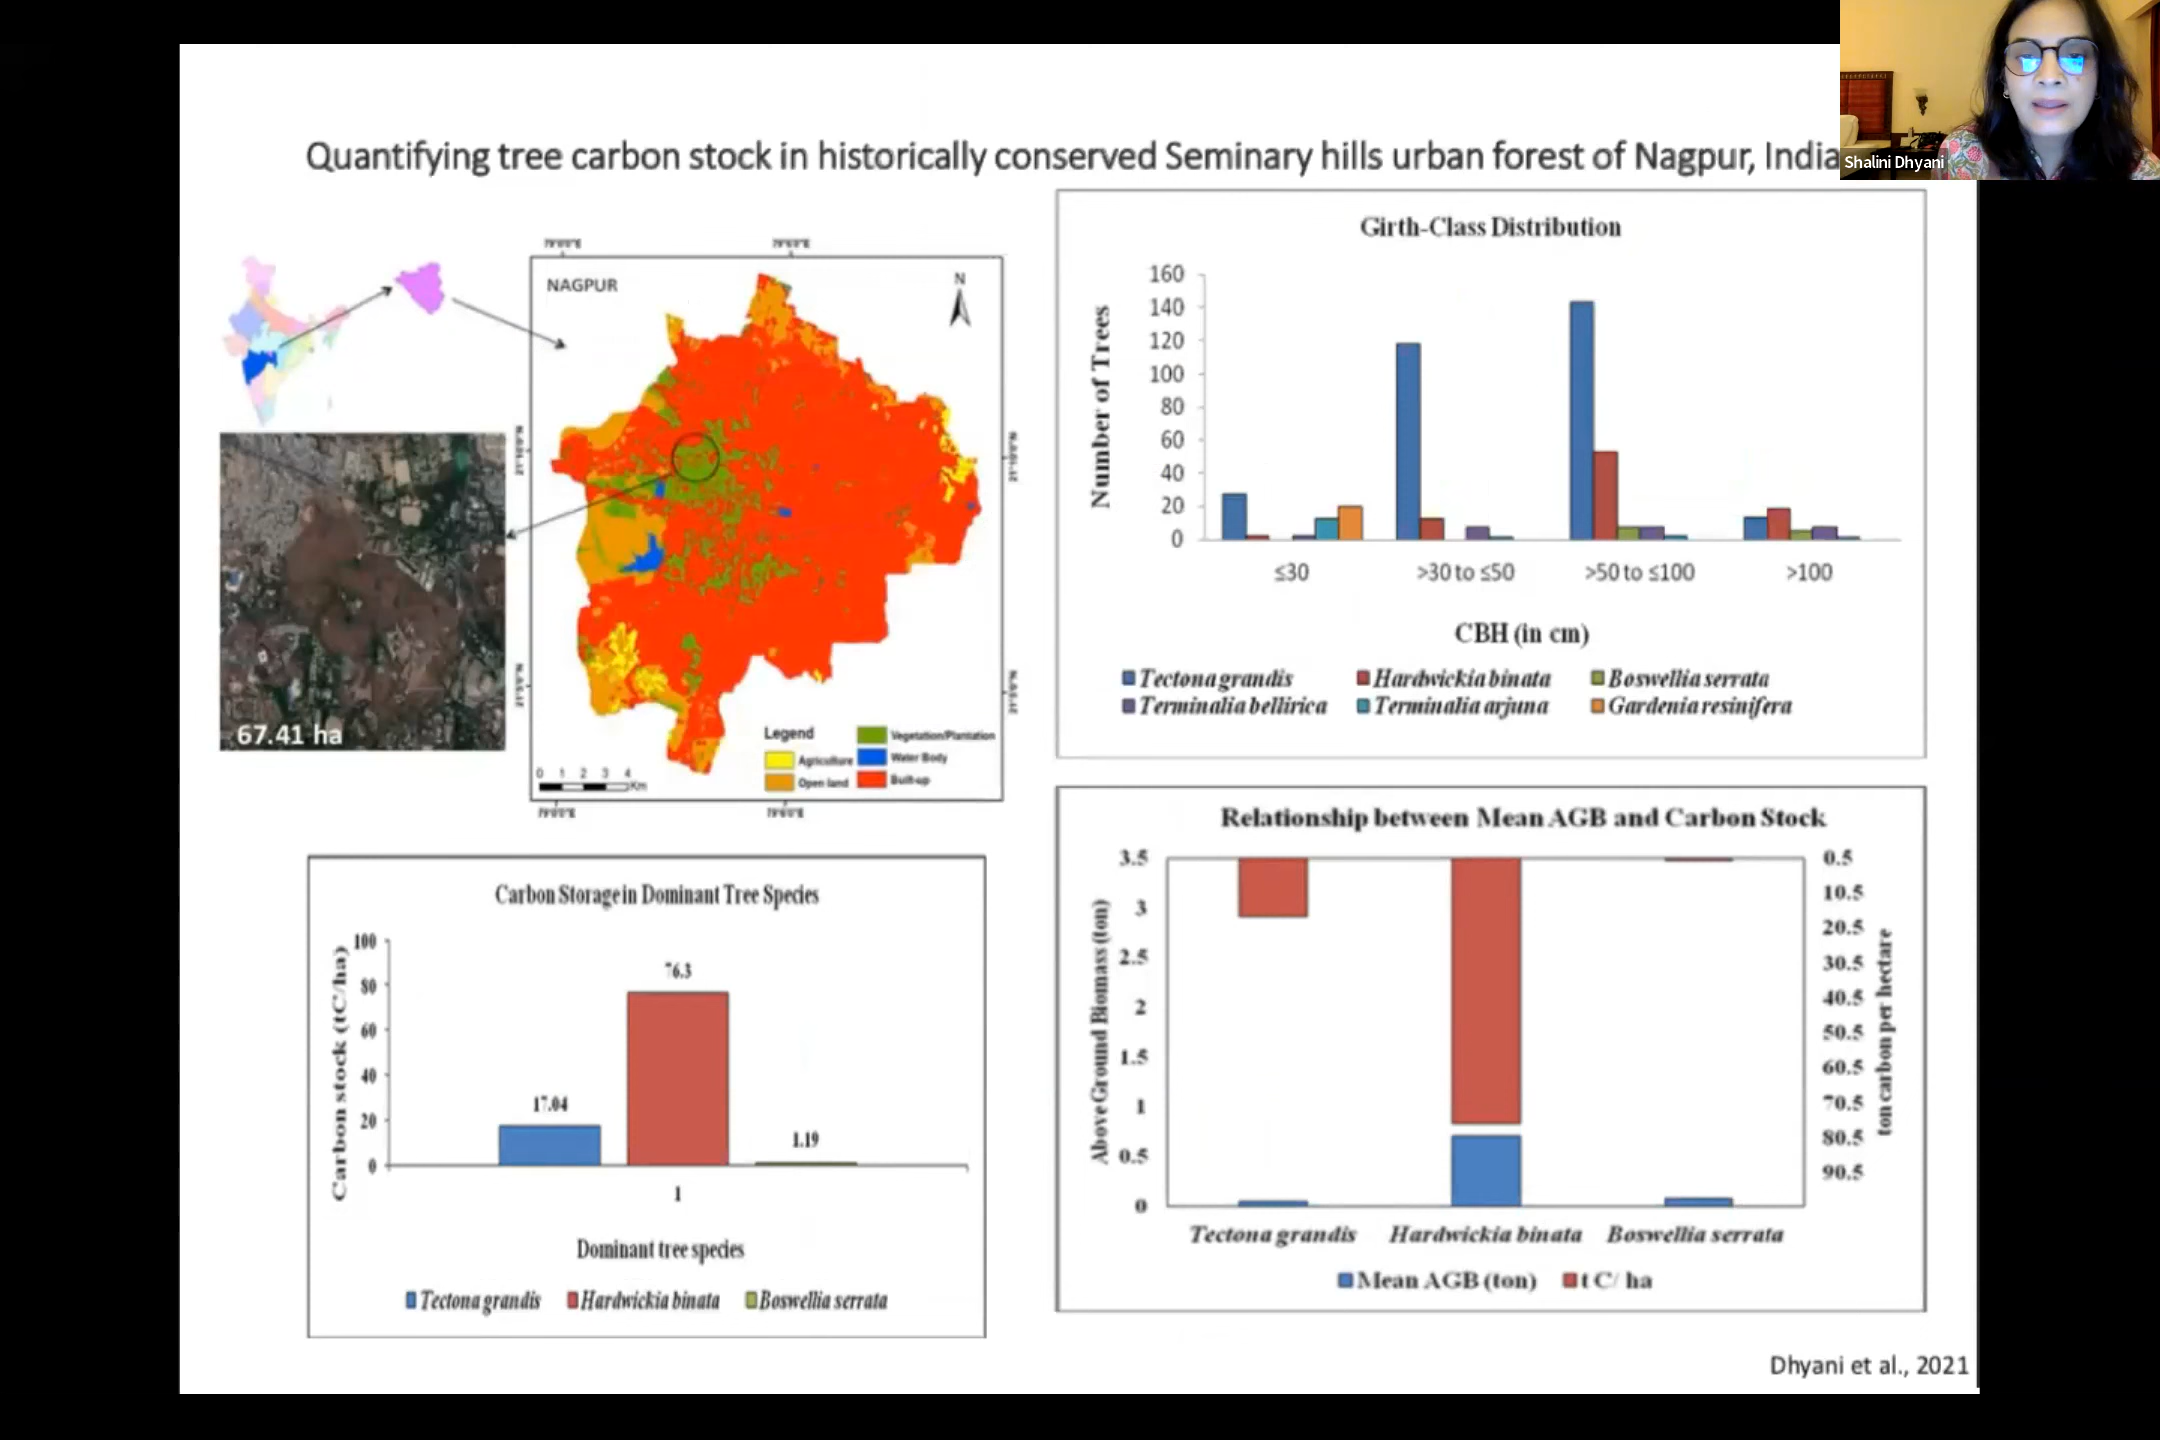 Quantifying tree carbon stock in historically conserved Seminary hills urban forest of Nagpur, India
Shalini Dhyani
NAGPUR
N
67.41 ha
Legend
Agriculture
Open land
Vegetation/Plantation
Water Body
Built-up
0 1 2 3 4
Km
Girth-Class Distribution
Number of Trees
160
140
120
100
80
60
40
20
0
≤30 >30 to ≤50 >50 to ≤100 >100
CBH (in cm)
Tectona grandis Hardwickia binata Boswellia serrata
Terminalia bellirica Terminalia arjuna Gardenia resinifera
Carbon Storage in Dominant Tree Species
Carbon stock (tC/ha)
100
80
60
40
20
0
17.04
76.3
1.19
1
Dominant tree species
Tectona grandis Hardwickia binata Boswellia serrata
Relationship between Mean AGB and Carbon Stock
Above Ground Biomass (ton)
3.5
3
2.5
2
1.5
1
0.5
0
0.5
10.5
20.5
30.5
40.5
50.5
60.5
70.5
80.5
90.5
ton carbon per hectare
Tectona grandis Hardwickia binata Boswellia serrata
Mean AGB (ton) t C/ ha
Dhyani et al., 2021